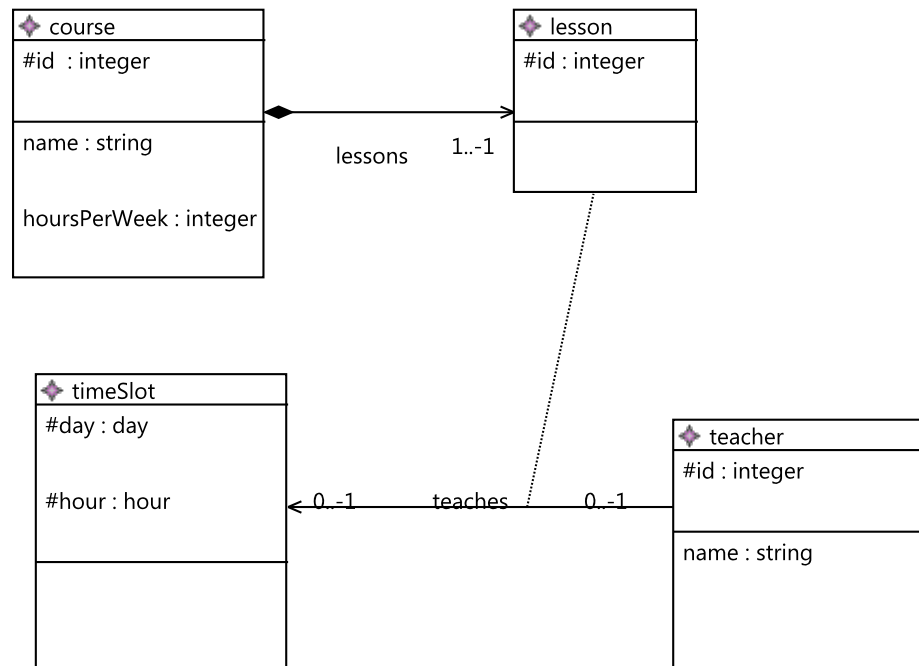 course
#id : integer
name : string
hoursPerWeek : integer
lesson
#id : integer
lessons
1..-1
timeSlot
#day : day
#hour : hour
0..-1
teaches
0..-1
teacher
#id : integer
name : string